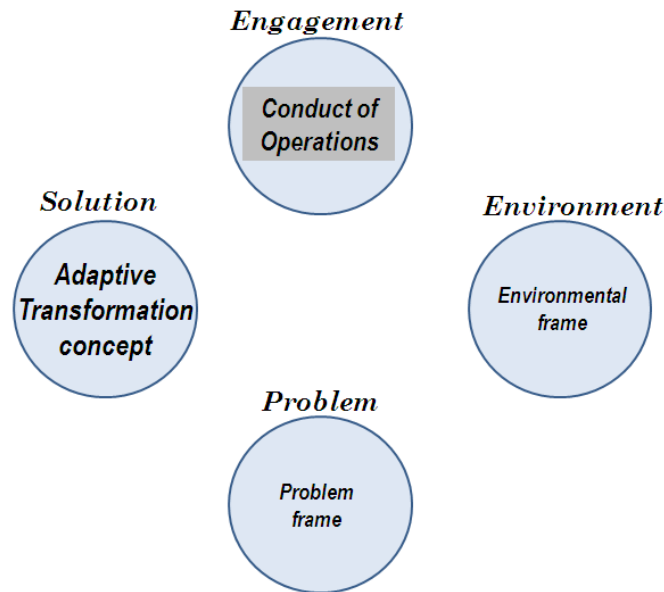 Engagement
Conduct of
Operations
Solution
Adaptive
Transformation
concept
Environment
Environmental
frame
Problem
Problem
frame